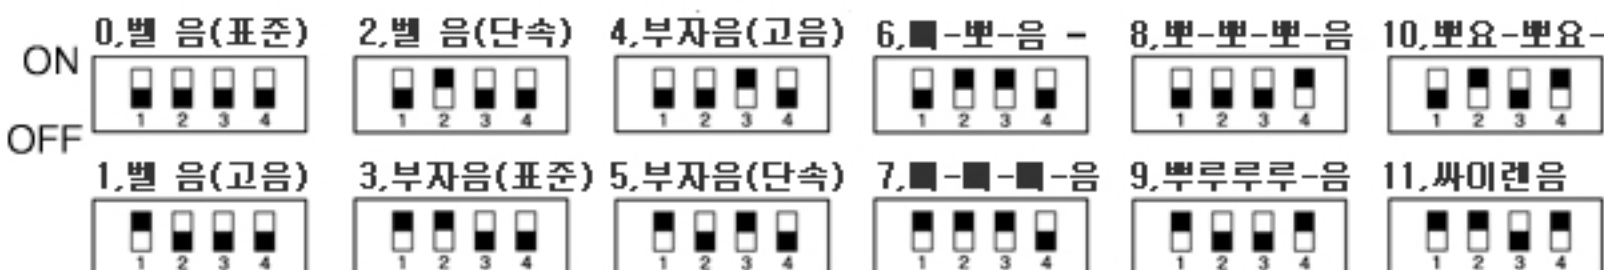 0,벨 음(표준) 2,벨 음(단속) 4,부자음(고음) 6,■-뽀-음 - 8,뽀-뽀-뽀-음 10,뽀요-뽀요-
ON
1 2 3 4 1 2 3 4 1 2 3 4 1 2 3 4 1 2 3 4 1 2 3 4
OFF
1,벨 음(고음) 3,부자음(표준) 5,부자음(단속) 7,■-■-■-음 9,뿌루루루-음 11,싸이렌음
1 2 3 4 1 2 3 4 1 2 3 4 1 2 3 4 1 2 3 4 1 2 3 4